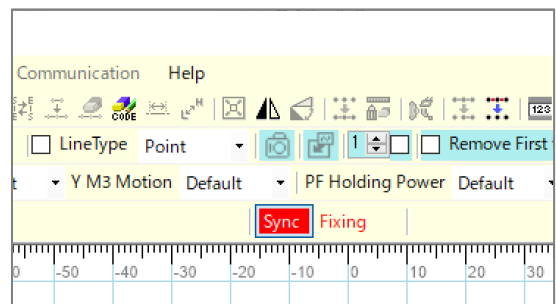 Communication Help
CODE 123
LineType Point 1 Remove First
t Y M3 Motion Default PF Holding Power Default
Sync Fixing
0 -50 -40 -30 -20 -10 0 10 20 30